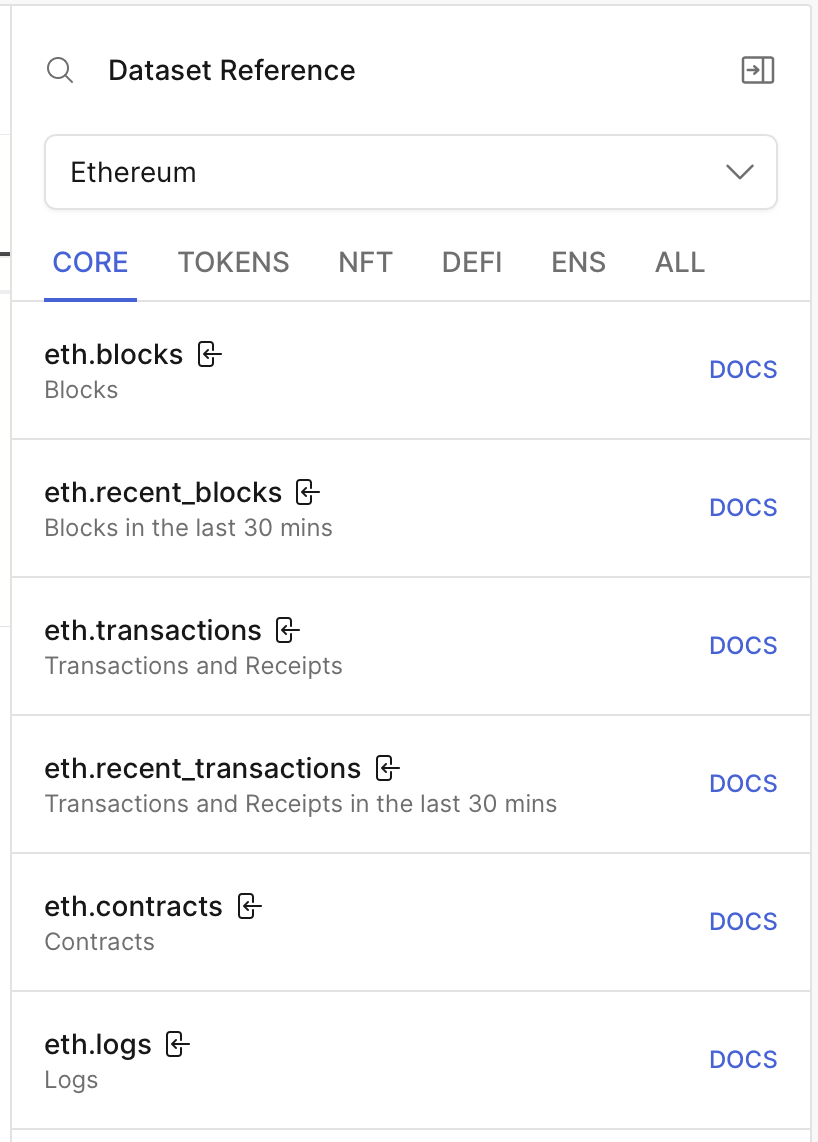 Dataset Reference
Ethereum
CORE TOKENS NFT DEFI ENS ALL
eth.blocks
Blocks
DOCS
eth.recent_blocks
Blocks in the last 30 mins
DOCS
eth.transactions
Transactions and Receipts
DOCS
eth.recent_transactions
Transactions and Receipts in the last 30 mins
DOCS
eth.contracts
Contracts
DOCS
eth.logs
Logs
DOCS